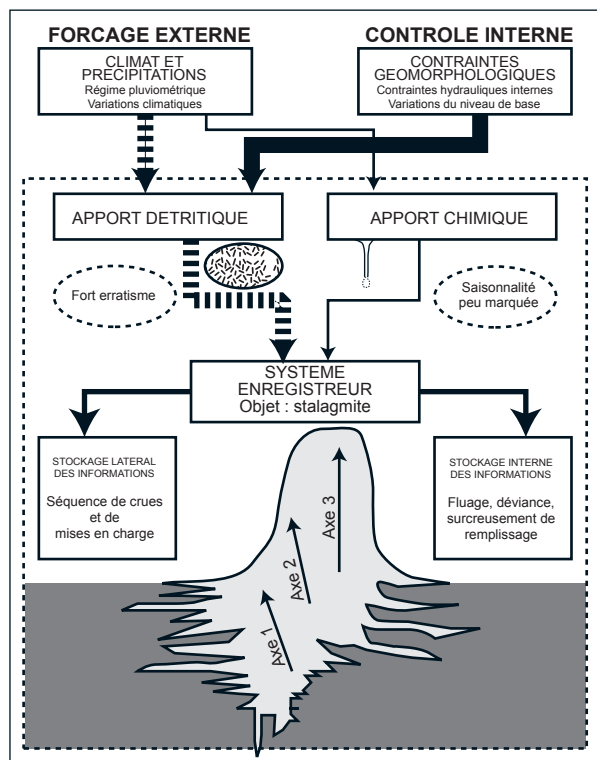 FORCAGE EXTERNE
CONTROLE INTERNE
CLIMAT ET
PRECIPITATIONS
Régime pluviométrique
Variations climatiques
CONTRAINTES
GEOMORPHOLOGIQUES
Contraintes hydrauliques internes
Variations du niveau de base
APPORT DETRITIQUE
APPORT CHIMIQUE
Fort erratisme
Saisonnalité
peu marquée
SYSTEME
ENREGISTREUR
Objet : stalagmite
STOCKAGE LATERAL
DES INFORMATIONS
Séquence de crues
et de
mises en charge
STOCKAGE INTERNE
DES INFORMATIONS
Fluage, déviance,
surcreusement de
remplissage
Axe 3
Axe 2
Axe 1